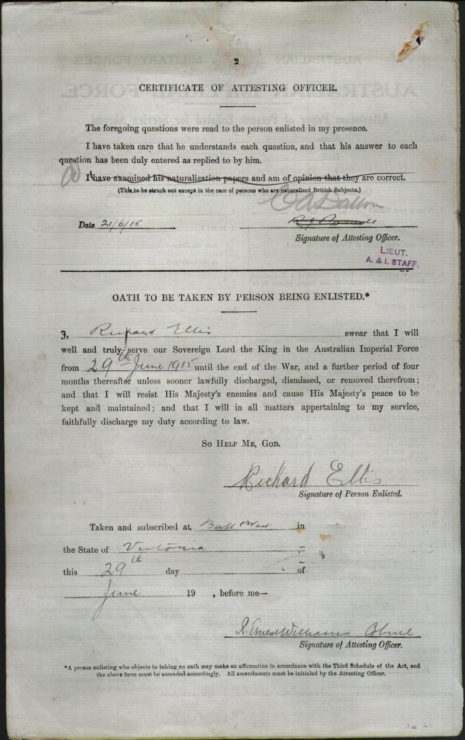 2
CERTIFICATE OF ATTESTING OFFICER.
The foregoing questions were read to the person enlisted in my presence.
I have taken care that he understands each question, and that his answer to each
question has been duly entered as replied to by him.
I have examined his naturalization papers and am of opinion that they are correct.
(This to be struck out except in the case of persons who are naturalized British Subjects.)
Date 21/6/15
Signature of Attesting Officer.
LIEUT.
A. & I. STAFF.
OATH TO BE TAKEN BY PERSON BEING ENLISTED.*
I, Richard Ellis swear that I will
well and truly serve our Sovereign Lord the King in the Australian Imperial Force
from 29th June 1915 until the end of the War, and a further period of four
months thereafter unless sooner lawfully discharged, dismissed, or removed therefrom;
and that I will resist His Majesty's enemies and cause His Majesty's peace to be
kept and maintained; and that I will in all matters appertaining to my service,
faithfully discharge my duty according to law.
SO HELP ME, GOD.
Richard Ellis
Signature of Person Enlisted.
Taken and subscribed at in
the State of Victoria
this 29th day of
June 19 , before me—
R. Ernest Williams
Signature of Attesting Officer.
*A person enlisting who objects to taking an oath may make an affirmation in accordance with the Third Schedule of the Act, and
the above form must be amended accordingly. All amendments must be initialed by the Attesting Officer.